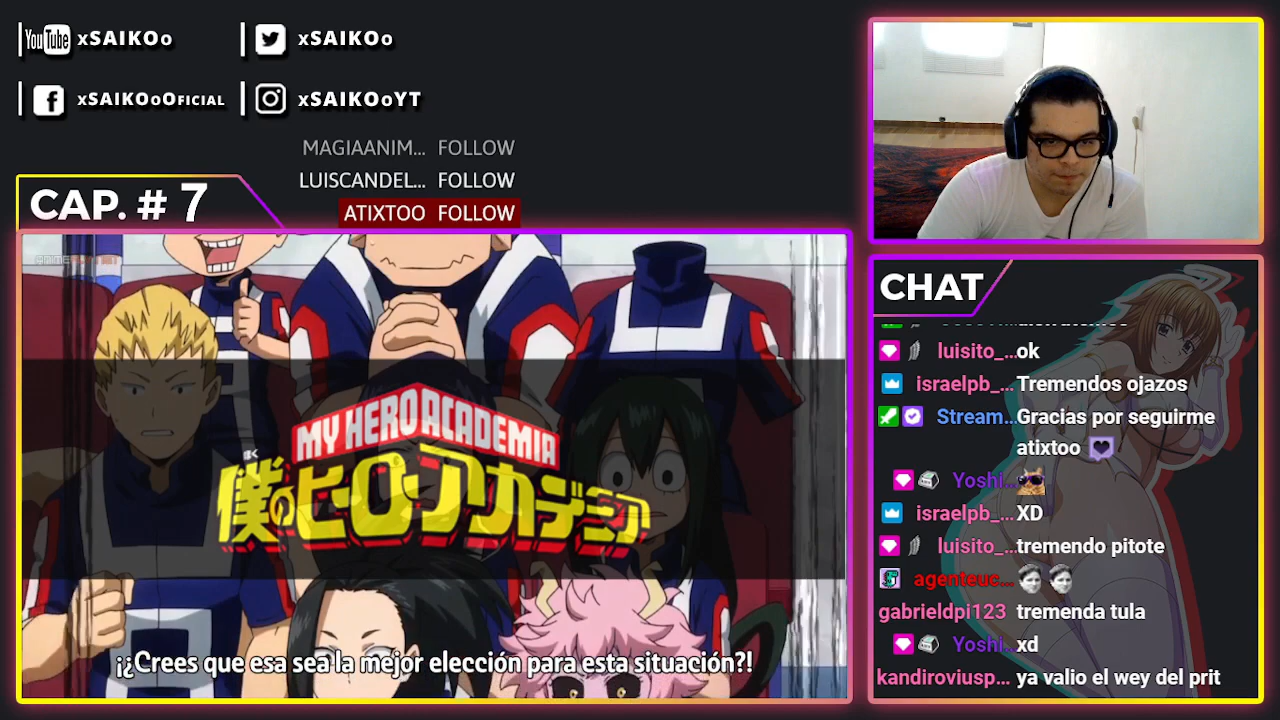 YouTube xSAIKOo
xSAIKOo
xSAIKOoOficial
xSAIKOoYT
MAGIAANIM... FOLLOW
LUISCANDEL... FOLLOW
ATIXTOO FOLLOW
CAP. # 7
MY HERO ACADEMIA
ぼく
僕のヒーローアカデミア
¡¿Crees que esa sea la mejor elección para esta situación?!
CHAT
luisito_...ok
israelpb_...Tremendos ojazos
Stream...Gracias por seguirme
atixtoo
Yoshi...
israelpb_...XD
luisito_...tremendo pitote
agenteuc...
gabrieldpi123 tremenda tula
Yoshi... xd
kandiroviusp... ya valio el wey del prit